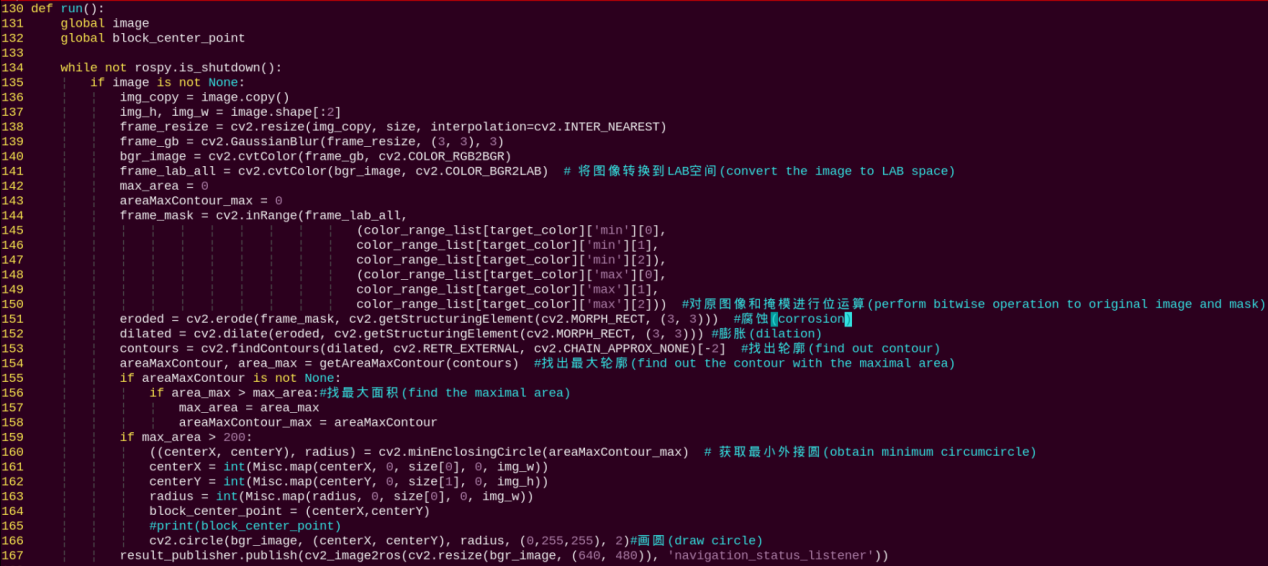 130 def run():
131     global image
132     global block_center_point
133
134     while not rospy.is_shutdown():
135         if image is not None:
136             img_copy = image.copy()
137             img_h, img_w = image.shape[:2]
138             frame_resize = cv2.resize(img_copy, size, interpolation=cv2.INTER_NEAREST)
139             frame_gb = cv2.GaussianBlur(frame_resize, (3, 3), 3)
140             bgr_image = cv2.cvtColor(frame_gb, cv2.COLOR_RGB2BGR)
141             frame_lab_all = cv2.cvtColor(bgr_image, cv2.COLOR_BGR2LAB)  # 将图像转换到LAB空间(convert the image to LAB space)
142             max_area = 0
143             areaMaxContour_max = 0
144             frame_mask = cv2.inRange(frame_lab_all,
145                                             (color_range_list[target_color]['min'][0],
146                                             color_range_list[target_color]['min'][1],
147                                             color_range_list[target_color]['min'][2]),
148                                             (color_range_list[target_color]['max'][0],
149                                             color_range_list[target_color]['max'][1],
150                                             color_range_list[target_color]['max'][2]))  #对原图像和掩模进行位运算(perform bitwise operation to original image and mask)
151             eroded = cv2.erode(frame_mask, cv2.getStructuringElement(cv2.MORPH_RECT, (3, 3)))  #腐蚀(corrosion)
152             dilated = cv2.dilate(eroded, cv2.getStructuringElement(cv2.MORPH_RECT, (3, 3))) #膨胀(dilation)
153             contours = cv2.findContours(dilated, cv2.RETR_EXTERNAL, cv2.CHAIN_APPROX_NONE)[-2]  #找出轮廓(find out contour)
154             areaMaxContour, area_max = getAreaMaxContour(contours)  #找出最大轮廓(find out the contour with the maximal area)
155             if areaMaxContour is not None:
156                 if area_max > max_area:#找最大面积(find the maximal area)
157                     max_area = area_max
158                     areaMaxContour_max = areaMaxContour
159             if max_area > 200:
160                 ((centerX, centerY), radius) = cv2.minEnclosingCircle(areaMaxContour_max)  # 获取最小外接圆(obtain minimum circumcircle)
161                 centerX = int(Misc.map(centerX, 0, size[0], 0, img_w))
162                 centerY = int(Misc.map(centerY, 0, size[1], 0, img_h))
163                 radius = int(Misc.map(radius, 0, size[0], 0, img_w))
164                 block_center_point = (centerX,centerY)
165                 #print(block_center_point)
166                 cv2.circle(bgr_image, (centerX, centerY), radius, (0,255,255), 2)#画圆(draw circle)
167             result_publisher.publish(cv2_image2ros(cv2.resize(bgr_image, (640, 480)), 'navigation_status_listener'))